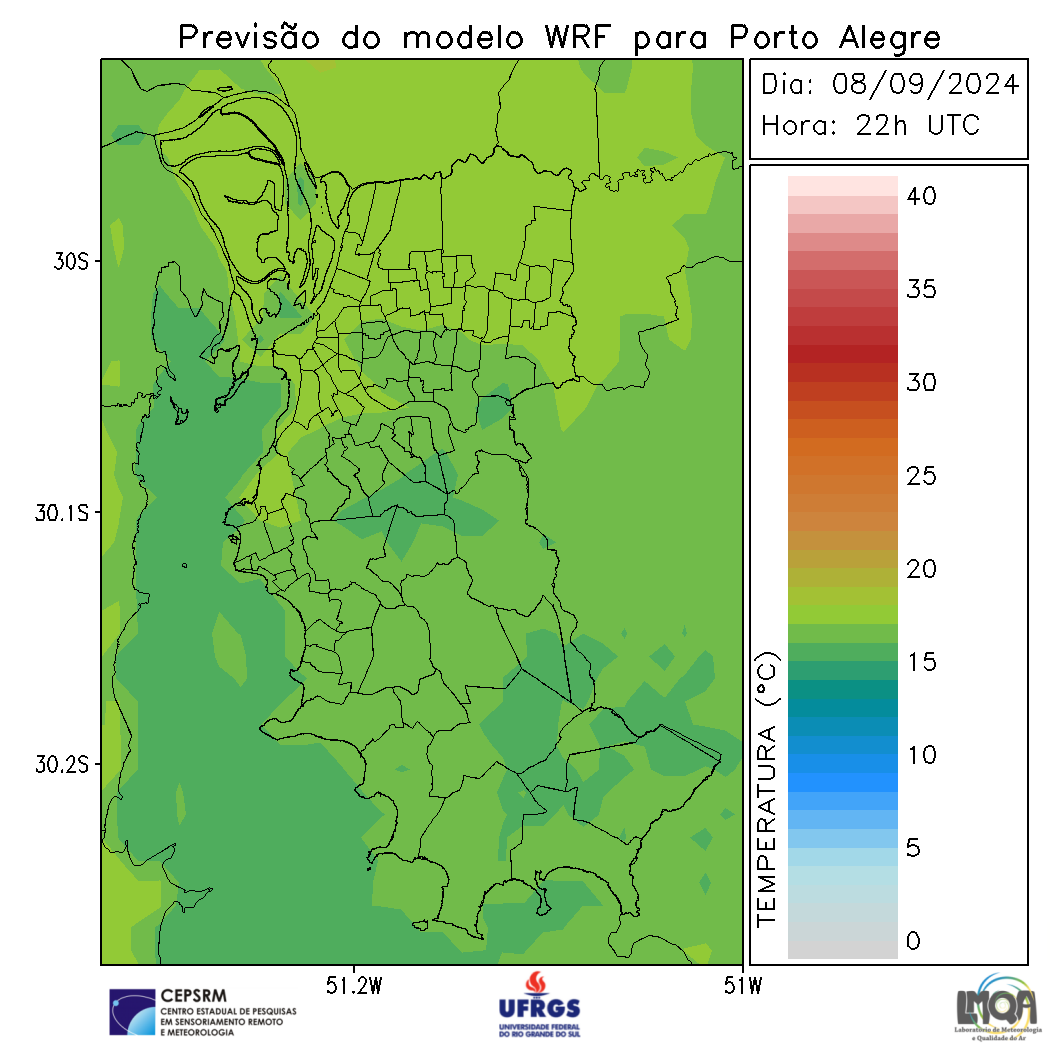 Previsão do modelo WRF para Porto Alegre
Dia: 08/09/2024
Hora: 22h UTC
40
35
30
25
20
15
10
5
0
TEMPERATURA (°C)
30S
30.1S
30.2S
51.2W
51W
CEPSRM
CENTRO ESTADUAL DE PESQUISAS
EM SENSORIAMENTO REMOTO
E METEOROLOGIA
UFRGS
UNIVERSIDADE FEDERAL
DO RIO GRANDE DO SUL
LMQA
Laboratório de Meteorologia
e Qualidade do Ar